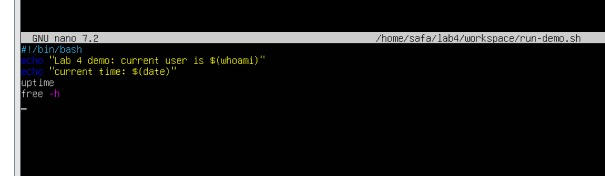 GNU nano 7.2 /home/safa/lab4/workspace/run-demo.sh
#!/bin/bash
echo "Lab 4 demo: current user is $(whoami)"
echo "current time: $(date)"
uptime
free -h